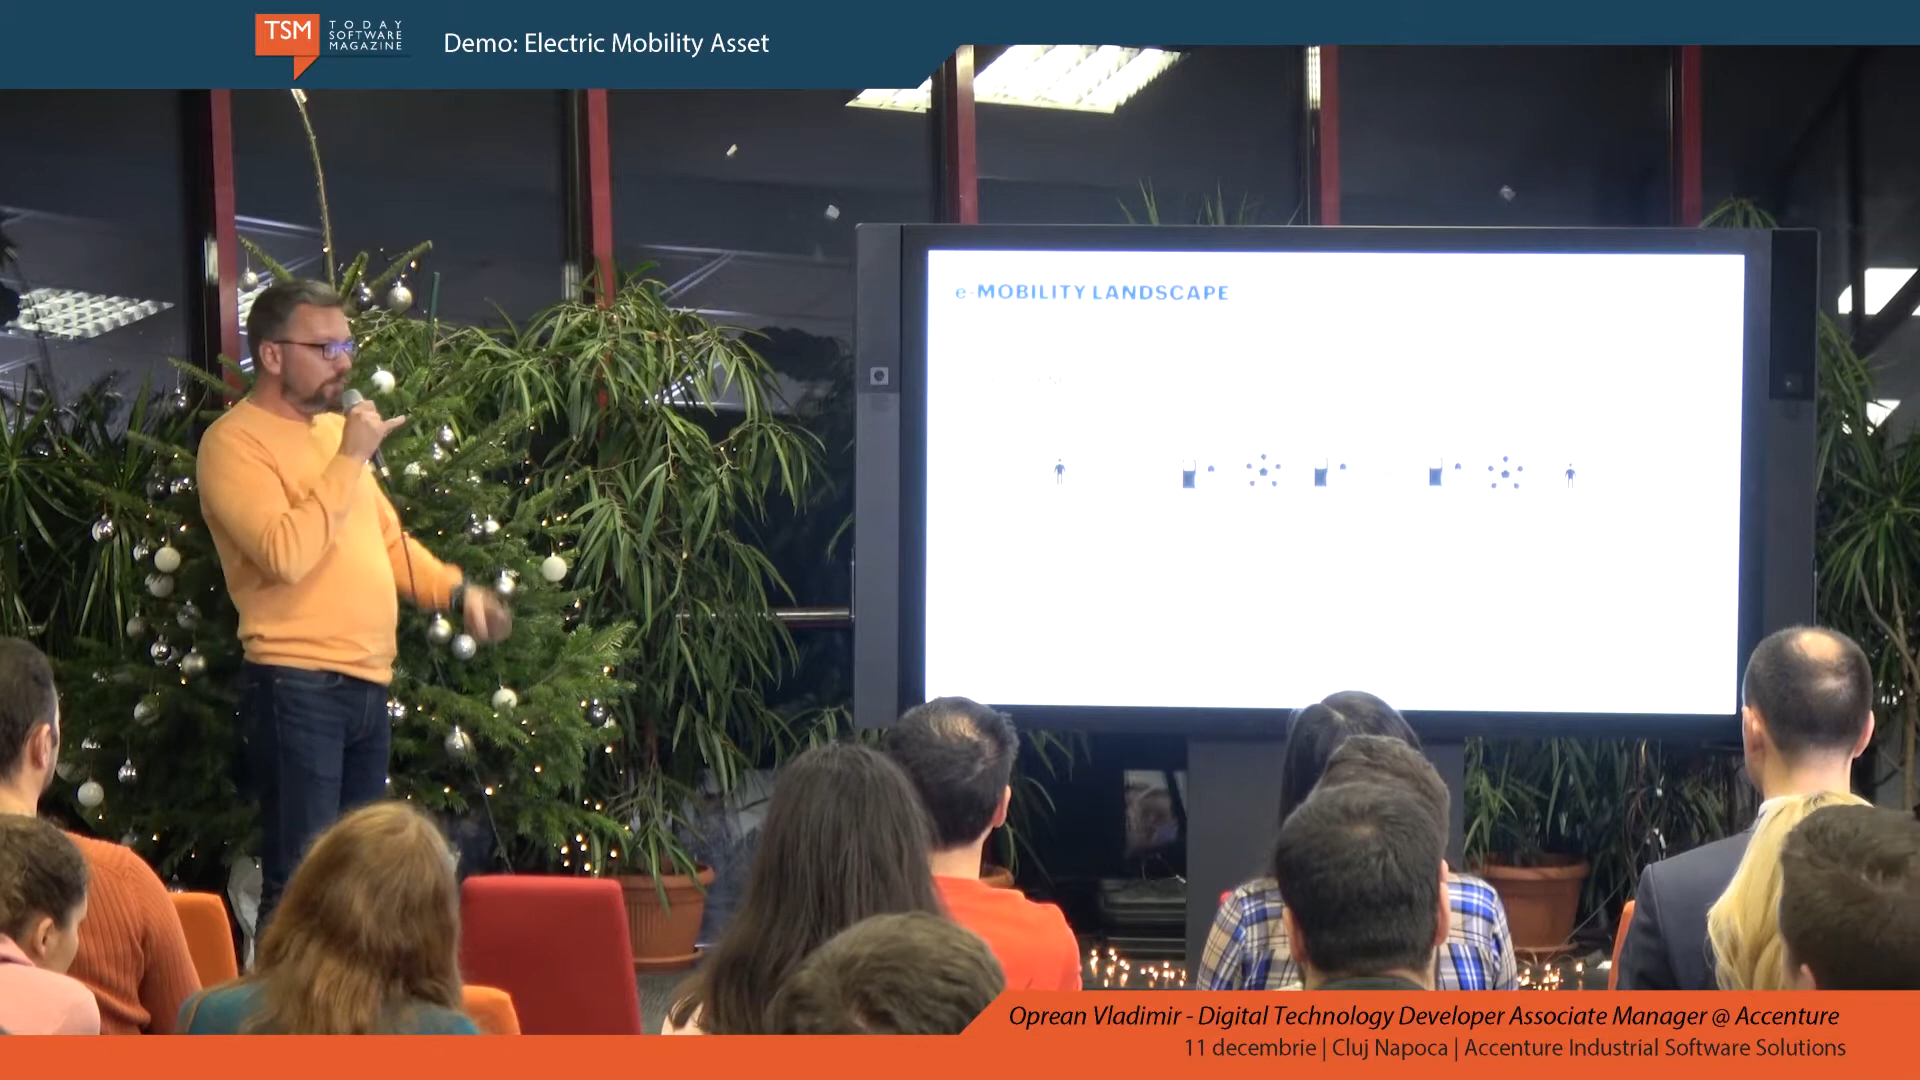 TSM
TODAY
SOFTWARE
MAGAZINE
Demo: Electric Mobility Asset
e-MOBILITY LANDSCAPE
Oprean Vladimir - Digital Technology Developer Associate Manager @ Accenture
11 decembrie | Cluj Napoca | Accenture Industrial Software Solutions